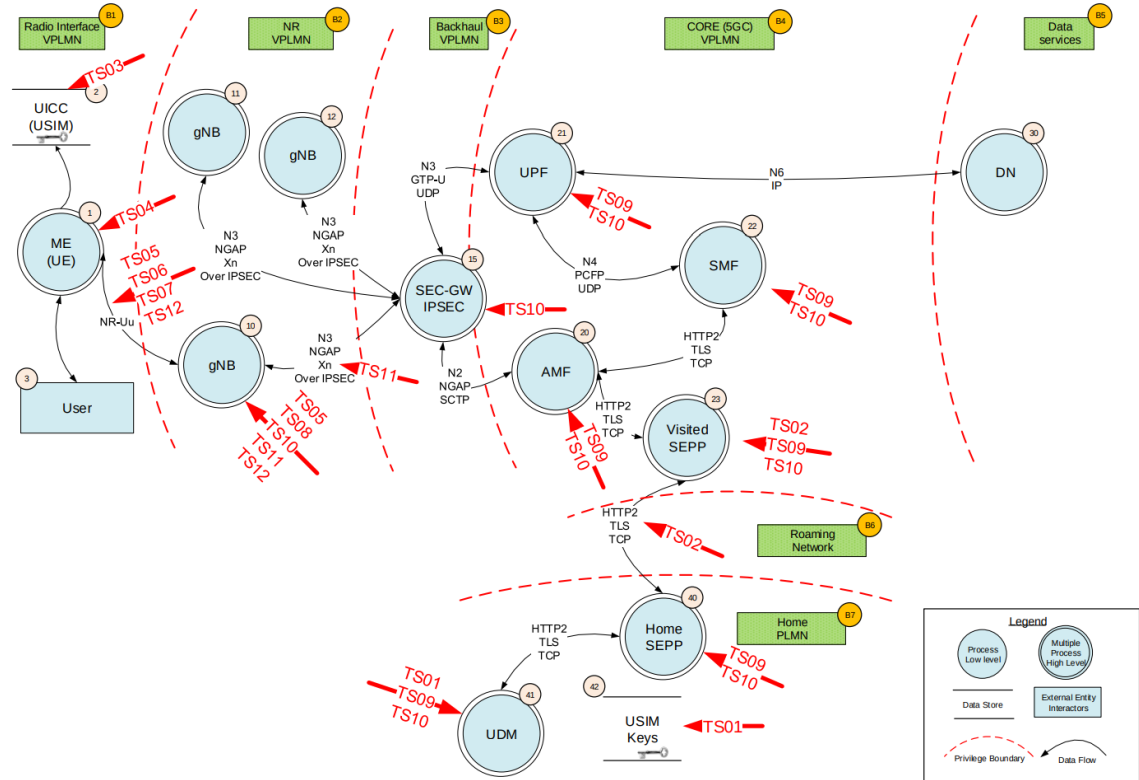 B1
Radio Interface
VPLMN
B2
NR
VPLMN
B3
Backhaul
VPLMN
B4
CORE (5GC)
VPLMN
B5
Data
services
TS03
2
UICC
(USIM)
11
gNB
12
gNB
21
UPF
N3
GTP-U
UDP
N6
IP
30
DN
TS09
TS10
1
ME
(UE)
TS04
TS05
TS06
TS07
TS12
NR-Uu
N3
NGAP
Xn
Over IPSEC
N3
NGAP
Xn
Over IPSEC
15
SEC-GW
IPSEC
TS10
N4
PCFP
UDP
22
SMF
TS09
TS10
10
gNB
N3
NGAP
Xn
Over IPSEC
TS11
TS05
TS08
TS10
TS11
TS12
3
User
N2
NGAP
SCTP
20
AMF
TS09
TS10
HTTP2
TLS
TCP
HTTP2
TLS
TCP
23
Visited
SEPP
TS02
TS09
TS10
HTTP2
TLS
TCP
TS02
B6
Roaming
Network
B7
Home
PLMN
40
Home
SEPP
TS09
TS10
HTTP2
TLS
TCP
TS01
TS09
TS10
41
UDM
42
USIM
Keys
TS01
Legend
Process
Low level
Multiple
Process
High Level
Data Store
External Entity
Interactors
Privilege Boundary
Data Flow